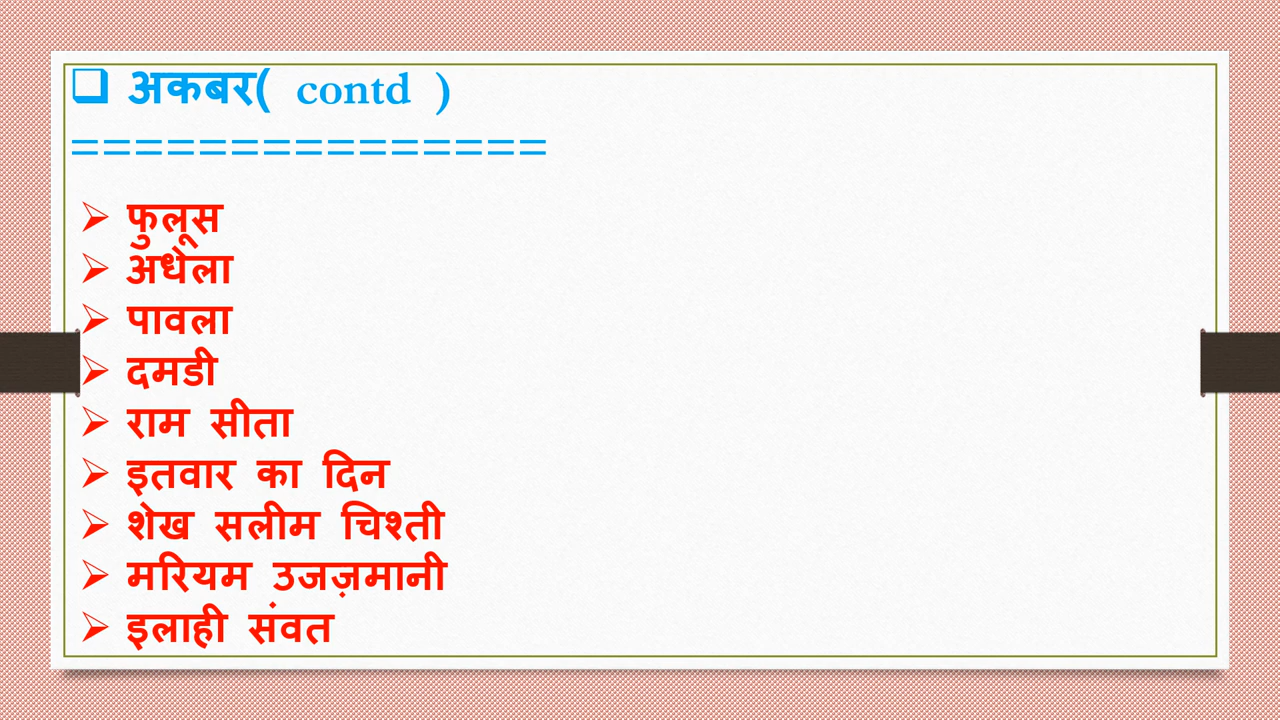 ❑ अकबर( contd )
===============
➢ फुलूस
➢ अधेला
➢ पावला
➢ दमडी
➢ राम सीता
➢ इतवार का दिन
➢ शेख सलीम चिश्ती
➢ मरियम उजज़मानी
➢ इलाही संवत